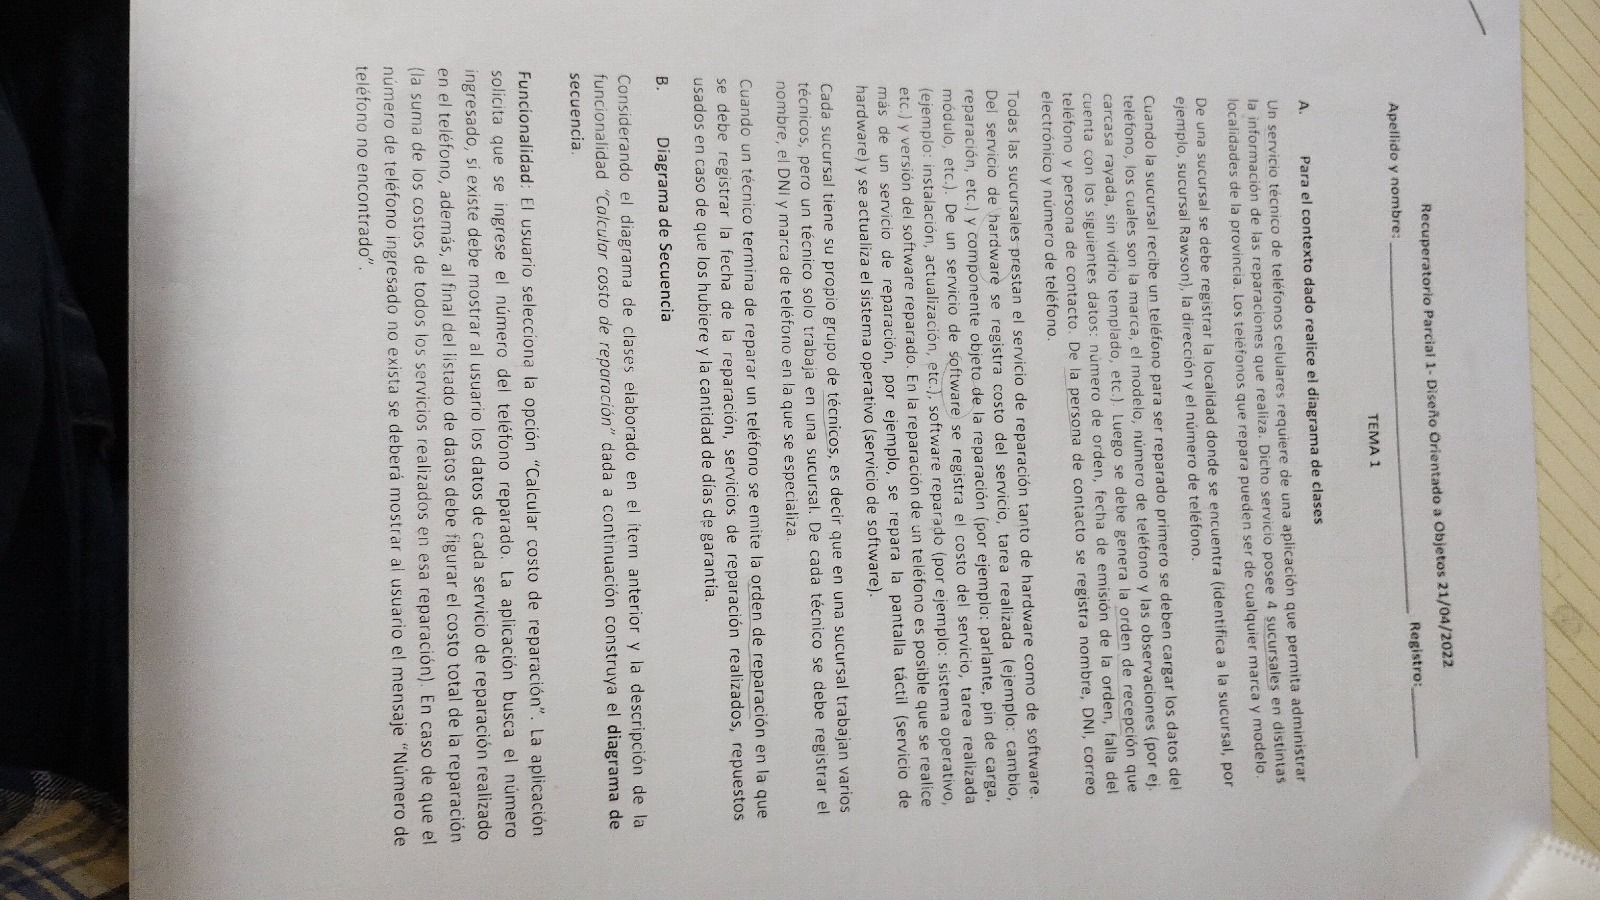 Recuperatorio Parcial 1- Diseño Orientado a Objetos 21/04/2022
Apellido y nombre: ______________________ Registro:________
TEMA 1
A. Para el contexto dado realice el diagrama de clases
Un servicio técnico de teléfonos celulares requiere de una aplicación que permita administrar
la información de las reparaciones que realiza. Dicho servicio posee 4 sucursales en distintas
localidades de la provincia. Los teléfonos que repara pueden ser de cualquier marca y modelo.
De una sucursal se debe registrar la localidad donde se encuentra (identifica a la sucursal, por
ejemplo, sucursal Rawson), la dirección y el número de teléfono.
Cuando la sucursal recibe un teléfono para ser reparado primero se deben cargar los datos del
teléfono, los cuales son la marca, el modelo, número de teléfono y las observaciones (por ej.
carcasa rayada, sin vidrio templado, etc.). Luego se debe genera la orden de recepción que
cuenta con los siguientes datos: número de orden, fecha de emisión de la orden, falla del
teléfono y persona de contacto. De la persona de contacto se registra nombre, DNI, correo
electrónico y número de teléfono.
Todas las sucursales prestan el servicio de reparación tanto de hardware como de software.
Del servicio de hardware se registra costo del servicio, tarea realizada (ejemplo: cambio,
reparación, etc.) y componente objeto de la reparación (por ejemplo: parlante, pin de carga,
módulo, etc.). De un servicio de software se registra el costo del servicio, tarea realizada
(ejemplo: instalación, actualización, etc.), software reparado (por ejemplo: sistema operativo,
etc.) y versión del software reparado. En la reparación de un teléfono es posible que se realice
más de un servicio de reparación, por ejemplo, se repara la pantalla táctil (servicio de
hardware) y se actualiza el sistema operativo (servicio de software).
Cada sucursal tiene su propio grupo de técnicos, es decir que en una sucursal trabajan varios
técnicos, pero un técnico solo trabaja en una sucursal. De cada técnico se debe registrar el
nombre, el DNI y marca de teléfono en la que se especializa.
Cuando un técnico termina de reparar un teléfono se emite la orden de reparación en la que
se debe registrar la fecha de la reparación, servicios de reparación realizados, repuestos
usados en caso de que los hubiere y la cantidad de días de garantía.
B. Diagrama de Secuencia
Considerando el diagrama de clases elaborado en el ítem anterior y la descripción de la
funcionalidad “Calcular costo de reparación” dada a continuación construya el diagrama de
secuencia.
Funcionalidad: El usuario selecciona la opción “Calcular costo de reparación”. La aplicación
solicita que se ingrese el número del teléfono reparado. La aplicación busca el número
ingresado, si existe debe mostrar al usuario los datos de cada servicio de reparación realizado
en el teléfono, además, al final del listado de datos debe figurar el costo total de la reparación
(la suma de los costos de todos los servicios realizados en esa reparación). En caso de que el
número de teléfono ingresado no exista se deberá mostrar al usuario el mensaje “Número de
teléfono no encontrado”.